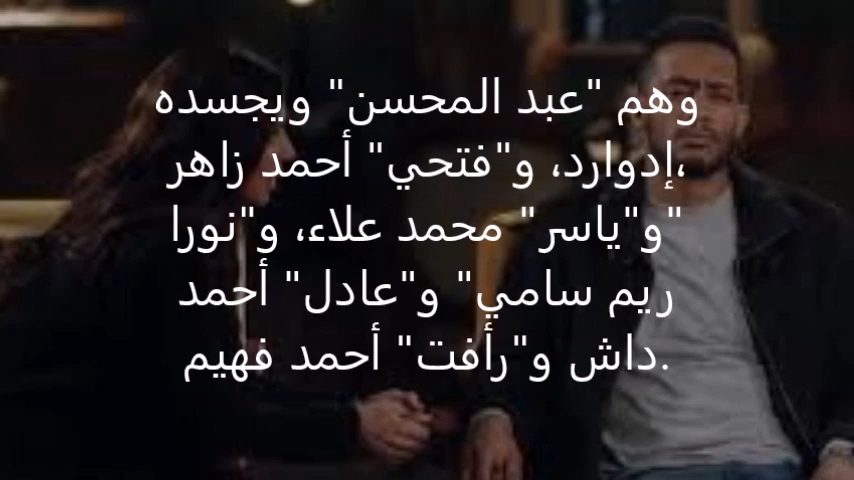 وهم "عبد المحسن" ويجسده
إدوارد، و"فتحي" أحمد زاهر،
و"ياسر" محمد علاء، و"نورا"
ريم سامي" و"عادل" أحمد
داش و"رأفت" أحمد فهيم.